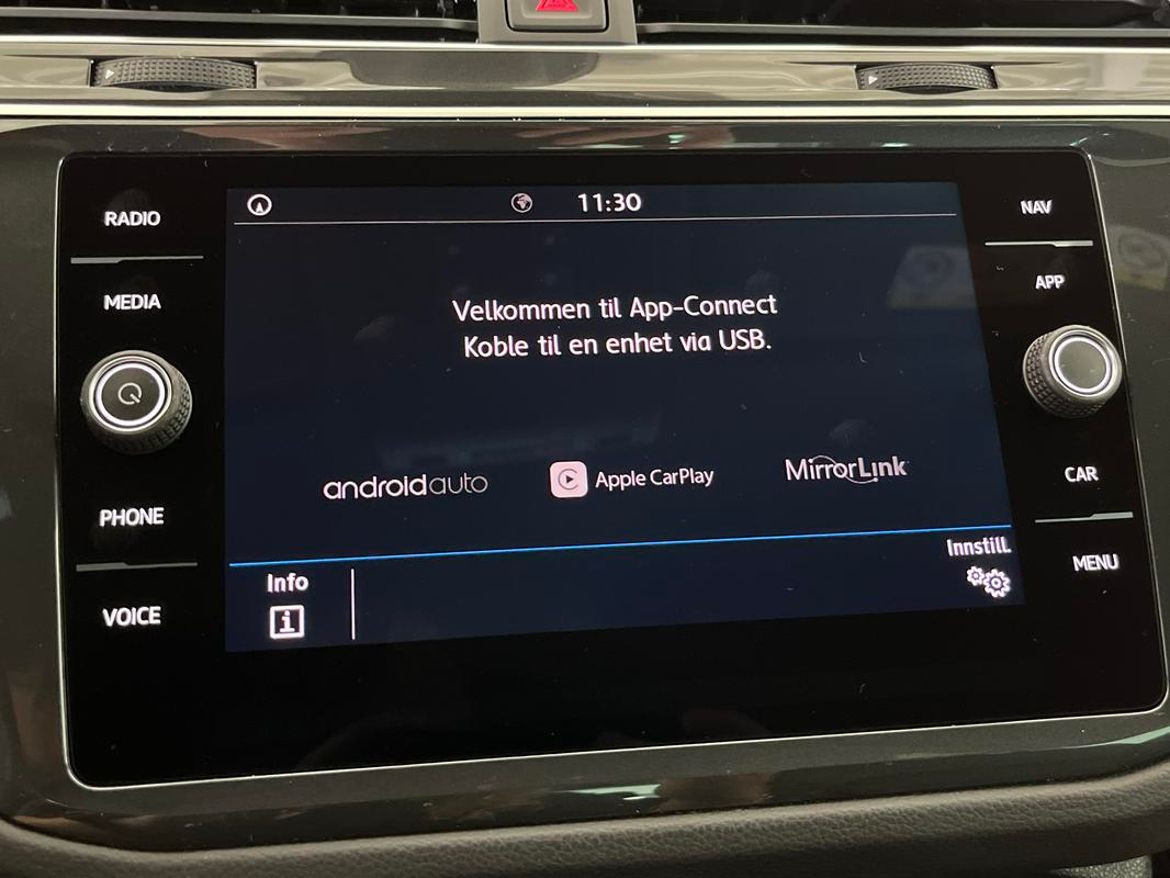 RADIO
MEDIA
PHONE
VOICE
11:30
Velkommen til App-Connect
Koble til en enhet via USB.
androidauto
Apple CarPlay
MirrorLink
Info
i
Innstill.
NAV
APP
CAR
MENU